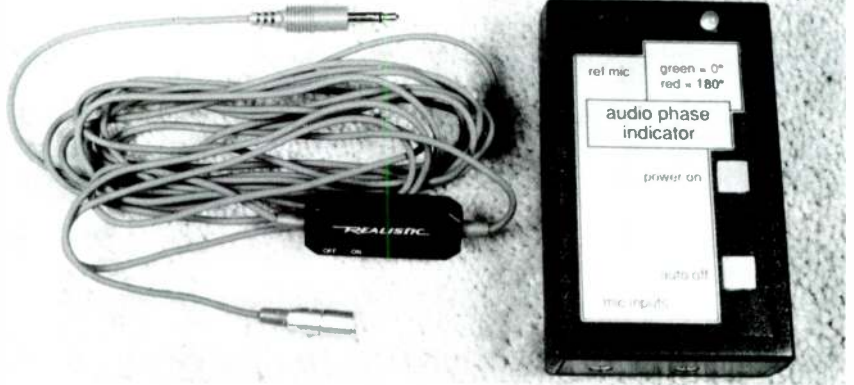 ref mic
green = 0°
red = 180°
audio phase
indicator
power on
REALISTIC
OFF ON
auto off
mic inputs